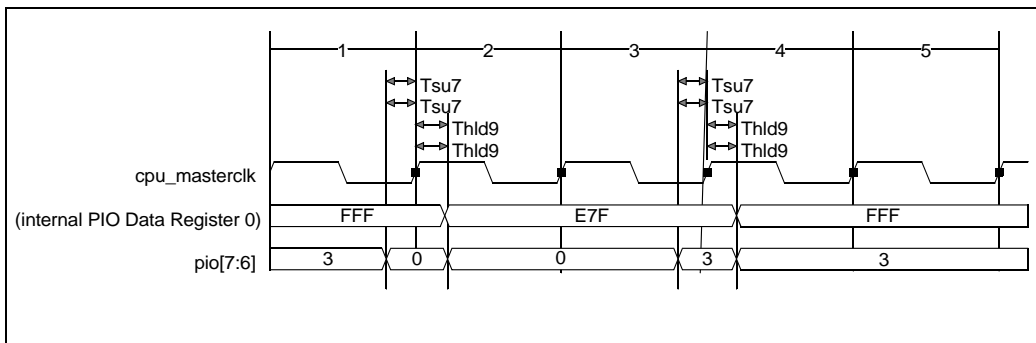 1 2 3 4 5
Tsu7 Tsu7
Tsu7 Tsu7
Thld9 Thld9
Thld9 Thld9
cpu_masterclk
(internal PIO Data Register 0) FFF E7F FFF
pio[7:6] 3 0 0 3 3